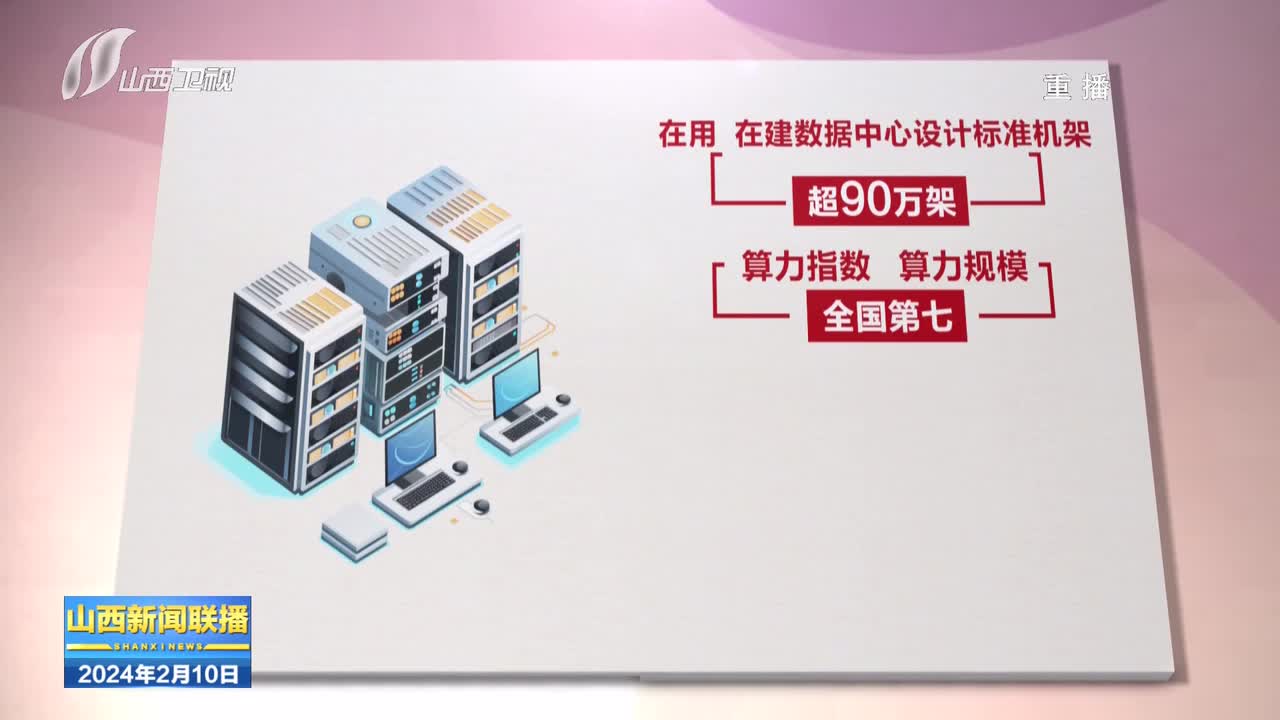 山西卫视
重播
在用 在建数据中心设计标准机架
超90万架
算力指数 算力规模
全国第七
山西新闻联播
SHANXI NEWS
2024年2月10日